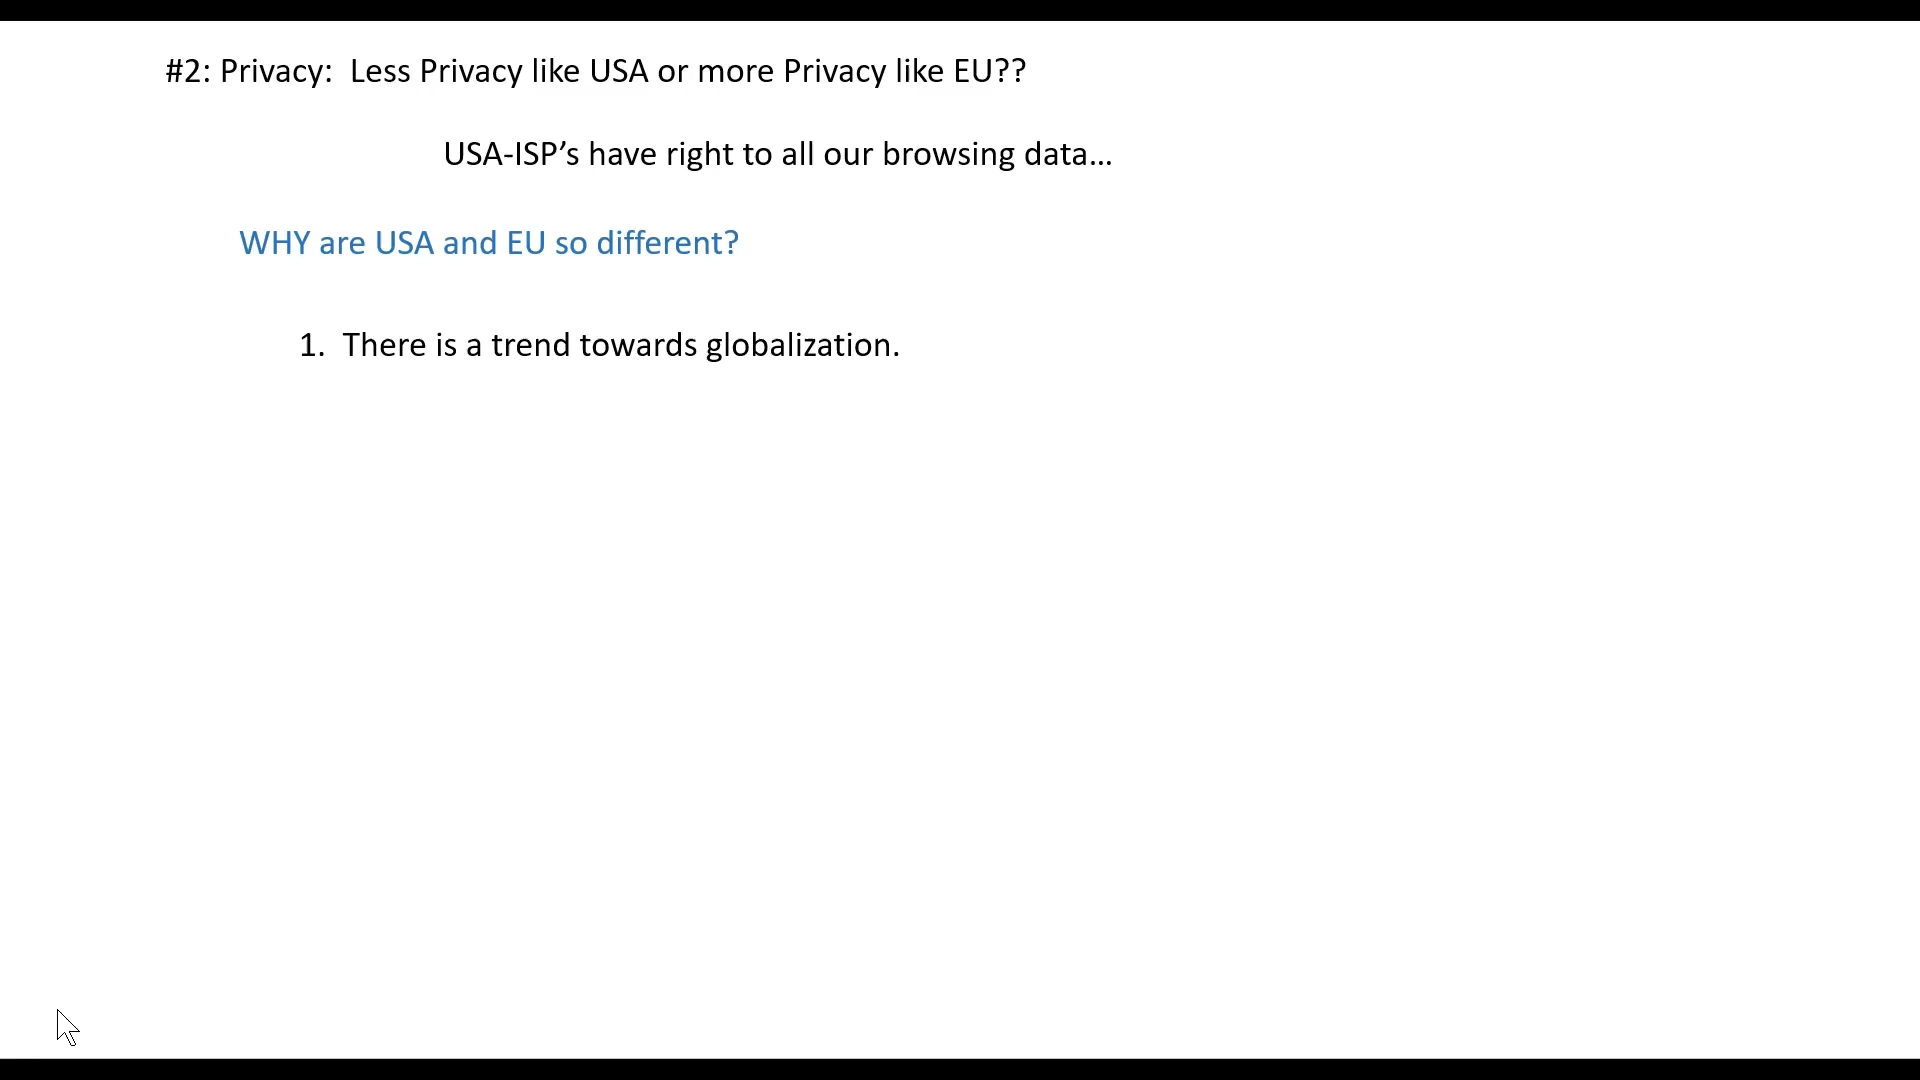 #2: Privacy:  Less Privacy like USA or more Privacy like EU??
USA-ISP’s have right to all our browsing data…
WHY are USA and EU so different?
1.  There is a trend towards globalization.